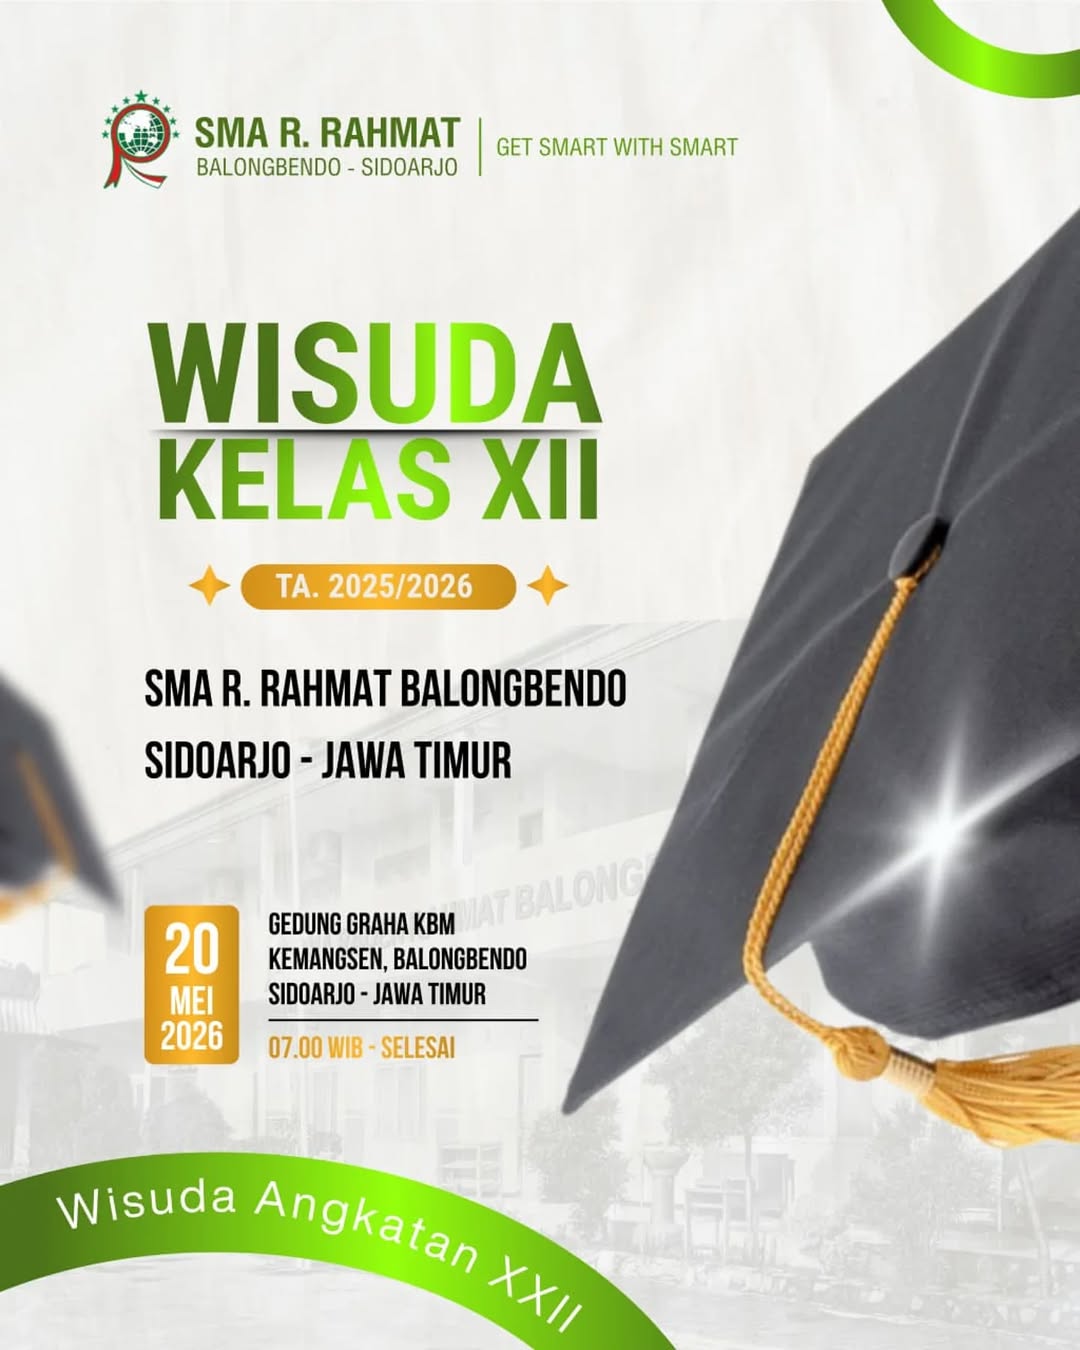 SMA R. RAHMAT
BALONGBENDO - SIDOARJO
GET SMART WITH SMART
WISUDA
KELAS XII
TA. 2025/2026
SMA R. RAHMAT BALONGBENDO
SIDOARJO - JAWA TIMUR
20
MEI
2026
GEDUNG GRAHA KBM
KEMANGSEN, BALONGBENDO
SIDOARJO - JAWA TIMUR
07.00 WIB - SELESAI
Wisuda Angkatan XXII